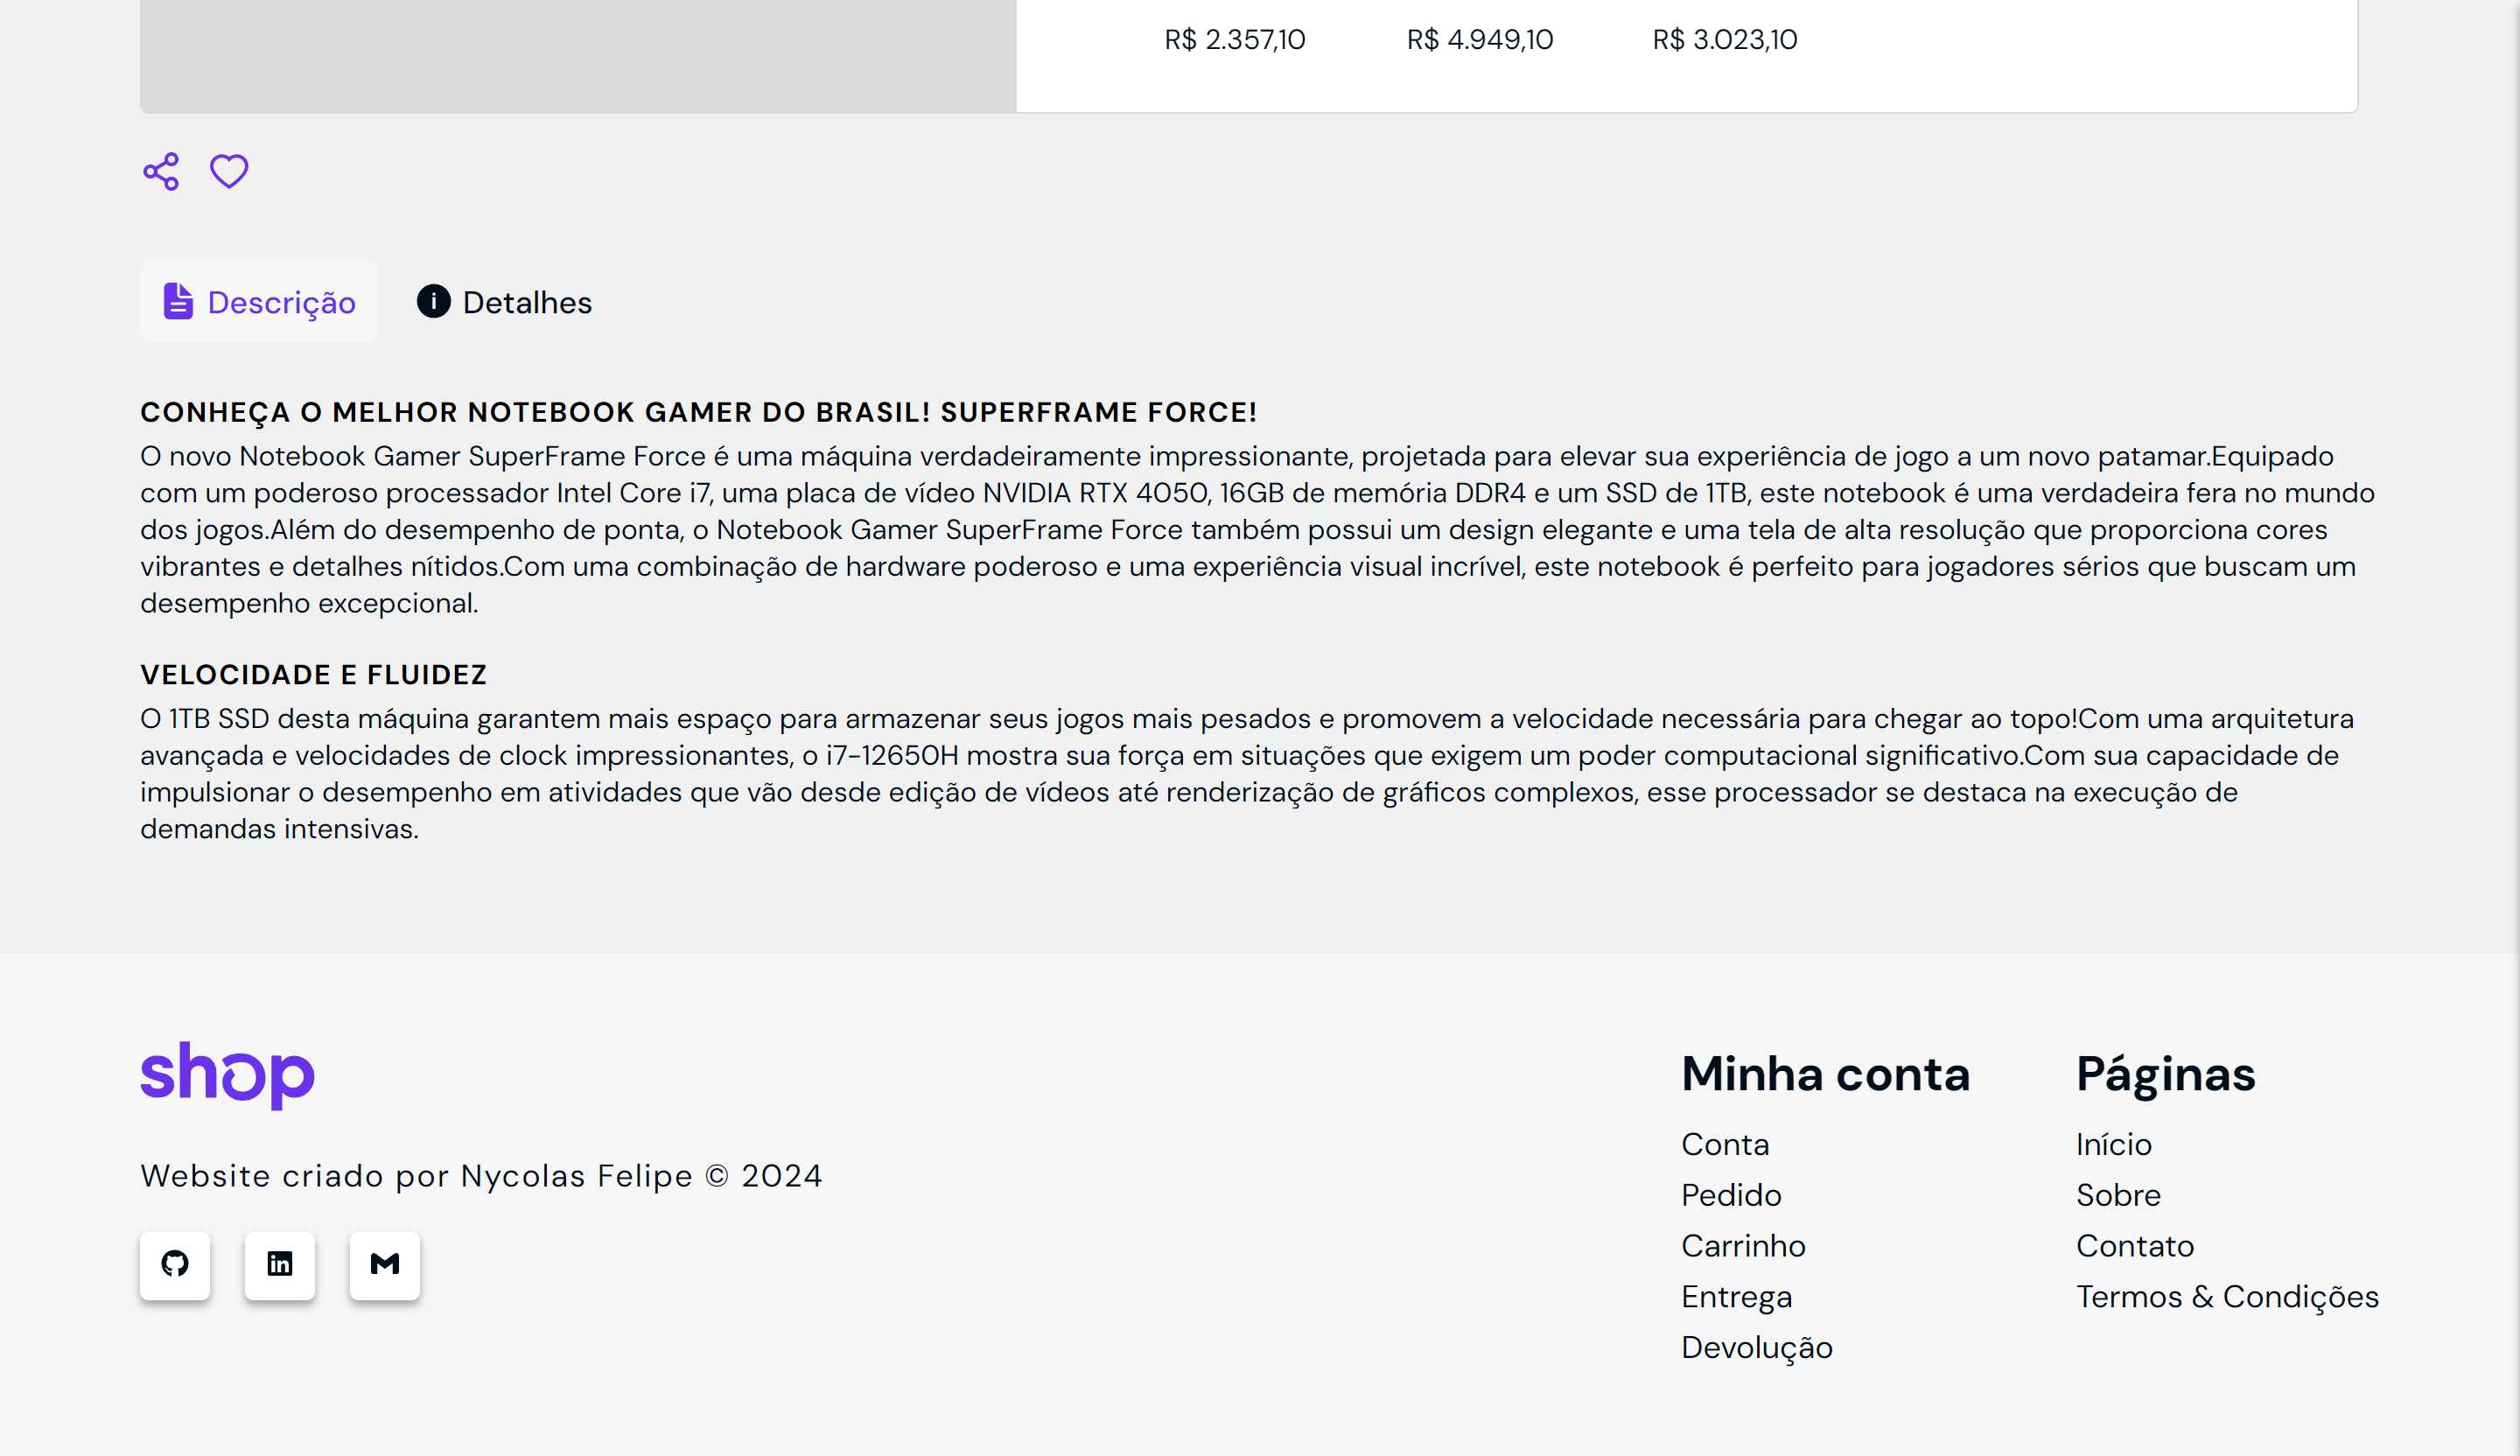 R$ 2.357,10 R$ 4.949,10 R$ 3.023,10
Descrição Detalhes
CONHEÇA O MELHOR NOTEBOOK GAMER DO BRASIL! SUPERFRAME FORCE!
O novo Notebook Gamer SuperFrame Force é uma máquina verdadeiramente impressionante, projetada para elevar sua experiência de jogo a um novo patamar.Equipado
com um poderoso processador Intel Core i7, uma placa de vídeo NVIDIA RTX 4050, 16GB de memória DDR4 e um SSD de 1TB, este notebook é uma verdadeira fera no mundo
dos jogos.Além do desempenho de ponta, o Notebook Gamer SuperFrame Force também possui um design elegante e uma tela de alta resolução que proporciona cores
vibrantes e detalhes nítidos.Com uma combinação de hardware poderoso e uma experiência visual incrível, este notebook é perfeito para jogadores sérios que buscam um
desempenho excepcional.
VELOCIDADE E FLUIDEZ
O 1TB SSD desta máquina garantem mais espaço para armazenar seus jogos mais pesados e promovem a velocidade necessária para chegar ao topo!Com uma arquitetura
avançada e velocidades de clock impressionantes, o i7-12650H mostra sua força em situações que exigem um poder computacional significativo.Com sua capacidade de
impulsionar o desempenho em atividades que vão desde edição de vídeos até renderização de gráficos complexos, esse processador se destaca na execução de
demandas intensivas.
shop
Website criado por Nycolas Felipe © 2024
Minha conta
Conta
Pedido
Carrinho
Entrega
Devolução
Páginas
Início
Sobre
Contato
Termos & Condições